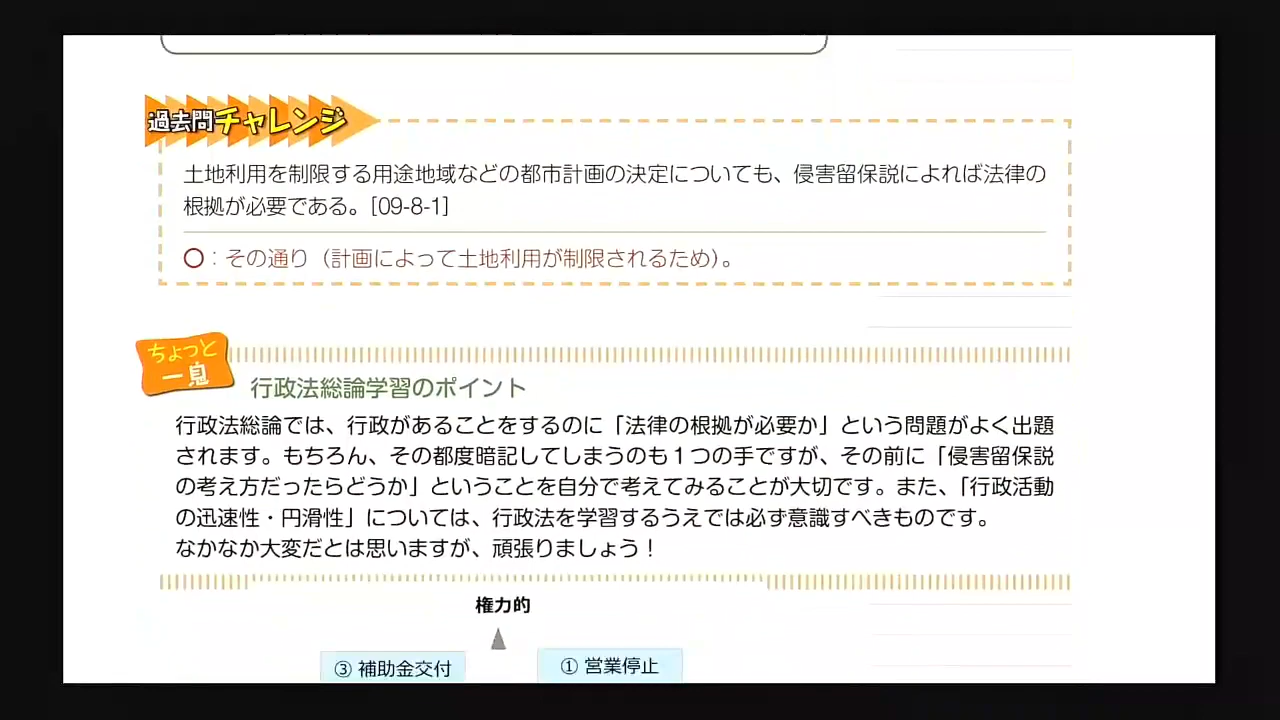 過去問チャレンジ
土地利用を制限する用途地域などの都市計画の決定についても、侵害留保説によれば法律の
根拠が必要である。[09-8-1]
○：その通り（計画によって土地利用が制限されるため）。
ちょっと
一息
行政法総論学習のポイント
行政法総論では、行政があることをするのに「法律の根拠が必要か」という問題がよく出題
されます。もちろん、その都度暗記してしまうのも１つの手ですが、その前に「侵害留保説
の考え方だったらどうか」ということを自分で考えてみることが大切です。また、「行政活動
の迅速性・円滑性」については、行政法を学習するうえでは必ず意識すべきものです。
なかなか大変だとは思いますが、頑張りましょう！
権力的
③ 補助金交付
① 営業停止